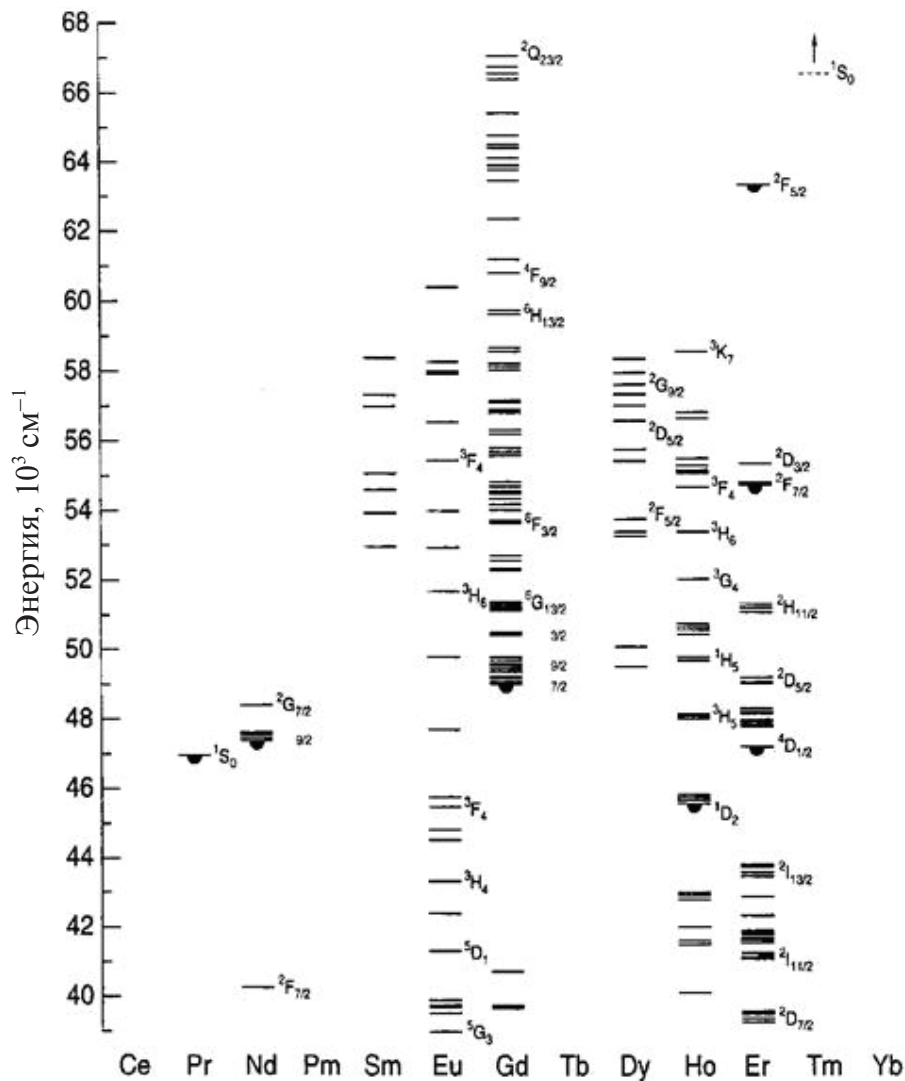 Энергия, 10³ см⁻¹
68
66
64
62
60
58
56
54
52
50
48
46
44
42
40
¹S₀
²G₇/₂
9/2
²F₇/₂
³F₄
³H₆
³F₄
³H₄
⁵D₁
⁵G₃
²Q₂₃/₂
⁴F₉/₂
⁶H₁₃/₂
⁶F₃/₂
⁶G₁₃/₂
3/2
9/2
7/2
²G₉/₂
²D₅/₂
²F₅/₂
³K₇
³F₄
³H₆
³G₄
¹H₅
³H₅
¹D₂
²F₅/₂
²D₃/₂
²F₇/₂
²H₁₁/₂
²D₅/₂
⁴D₁/₂
²I₁₃/₂
²I₁₁/₂
²D₇/₂
¹S₀
Ce Pr Nd Pm Sm Eu Gd Tb Dy Ho Er Tm Yb